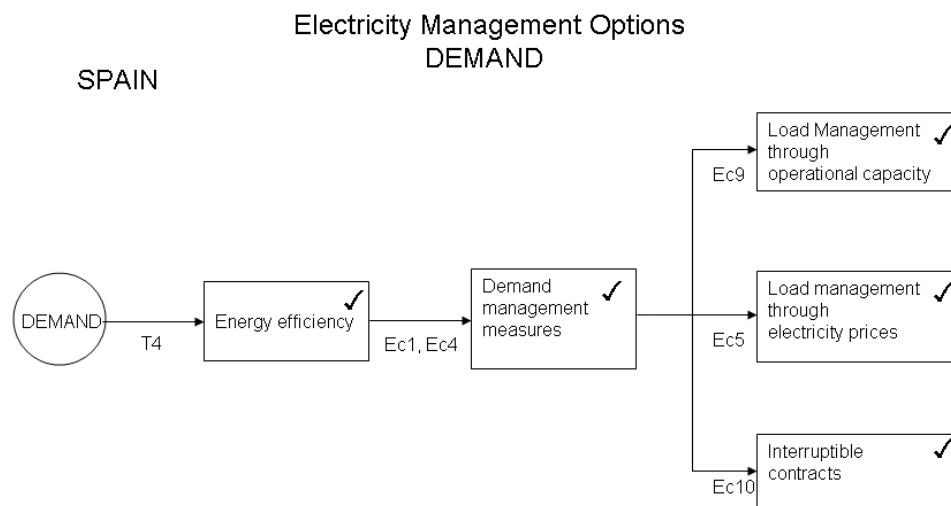 Electricity Management Options
DEMAND
SPAIN
Load Management
through
operational capacity
Ec9
DEMAND
T4
Energy efficiency
Ec1, Ec4
Demand
management
measures
Load management
through
electricity prices
Ec5
Interruptible
contracts
Ec10